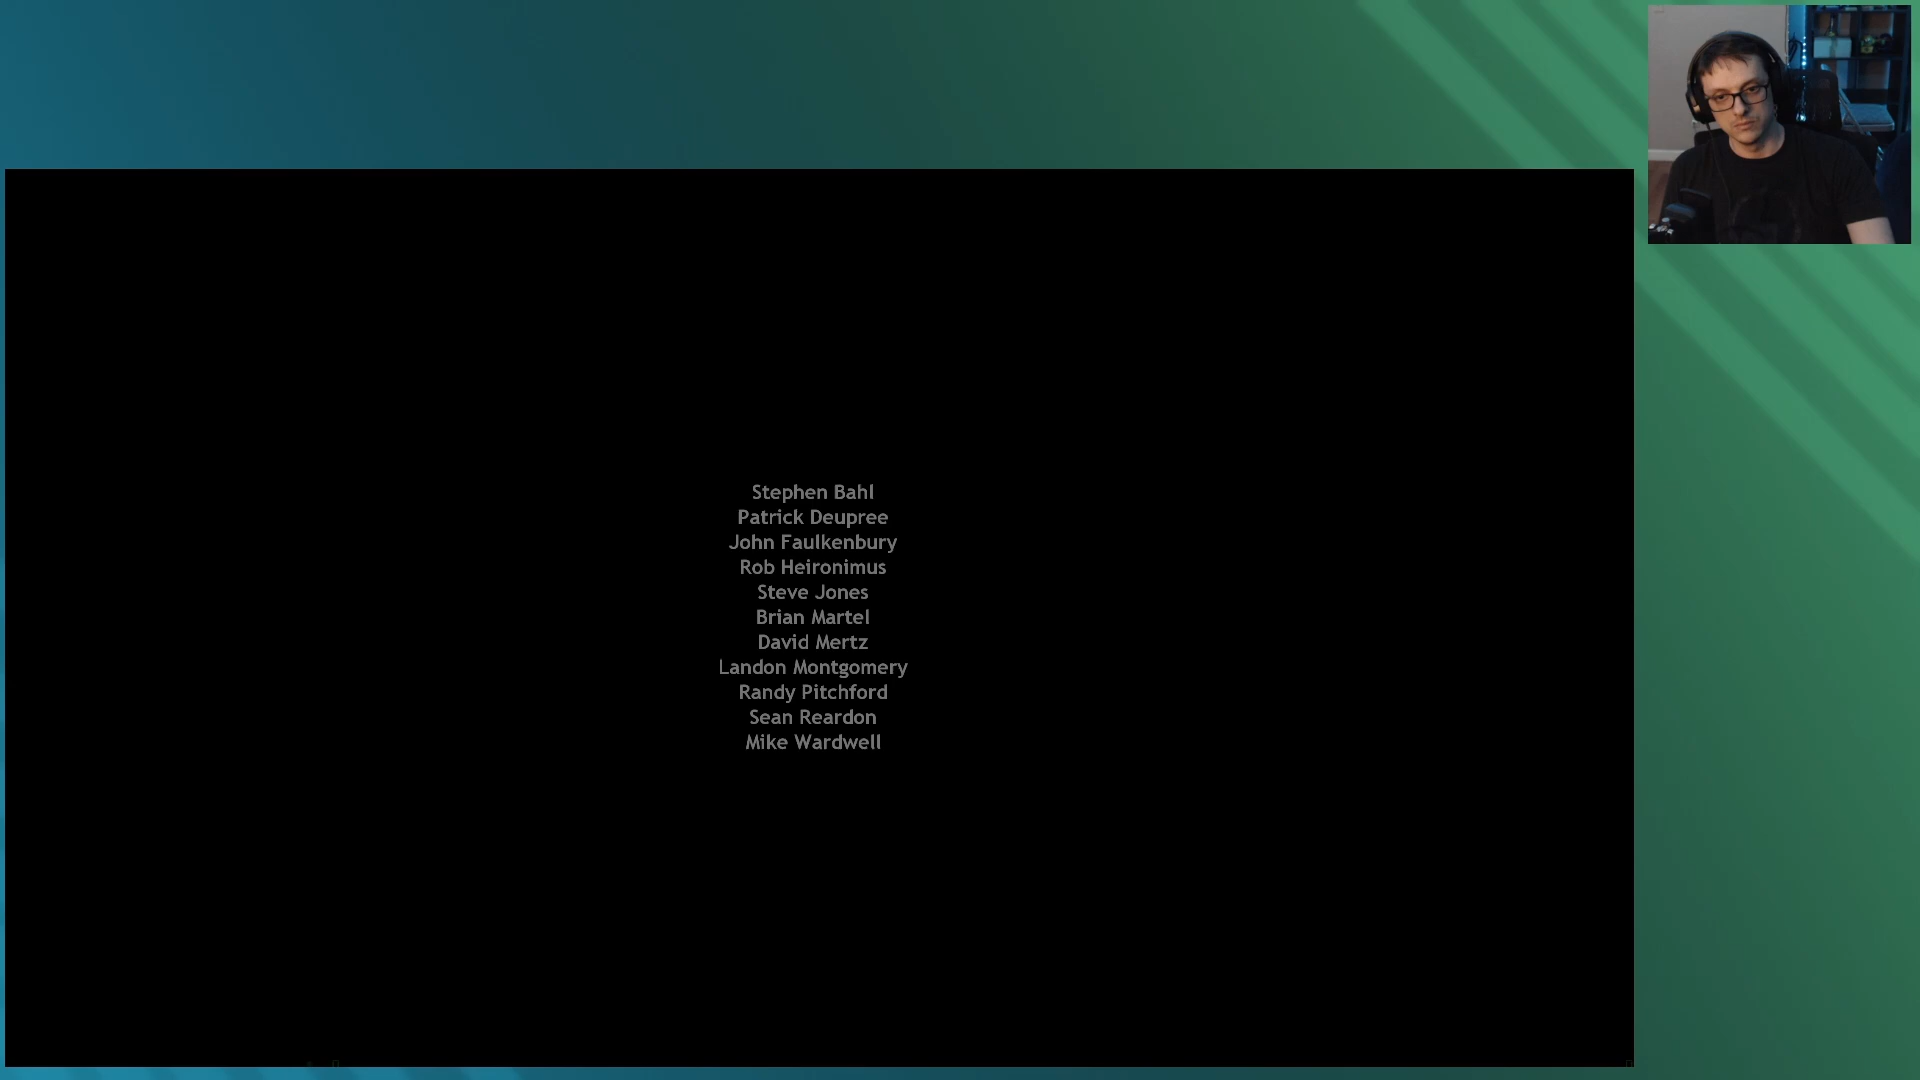 Stephen Bahl
Patrick Deupree
John Faulkenbury
Rob Heironimus
Steve Jones
Brian Martel
David Mertz
Landon Montgomery
Randy Pitchford
Sean Reardon
Mike Wardwell